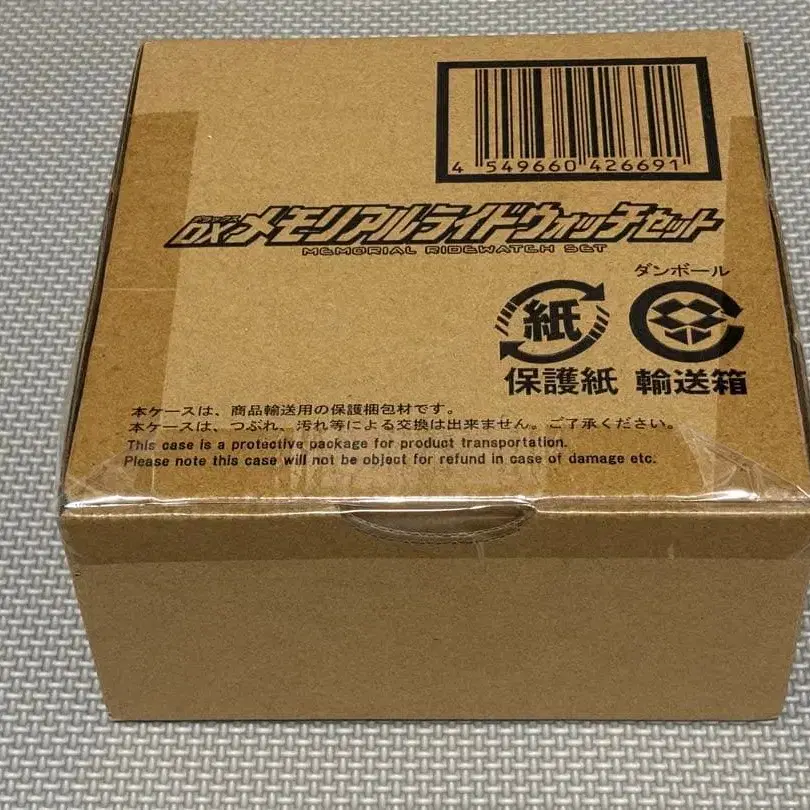 4 549660 426691
デラックス
DXメモリアルライドウォッチセット
MEMORIAL RIDEWATCH SET
ダンボール
紙
保護紙 輸送箱
本ケースは、商品輸送用の保護梱包材です。
本ケースは、つぶれ、汚れ等による交換は出来ません。ご了承ください。
This case is a protective package for product transportation.
Please note this case will not be object for refund in case of damage etc.